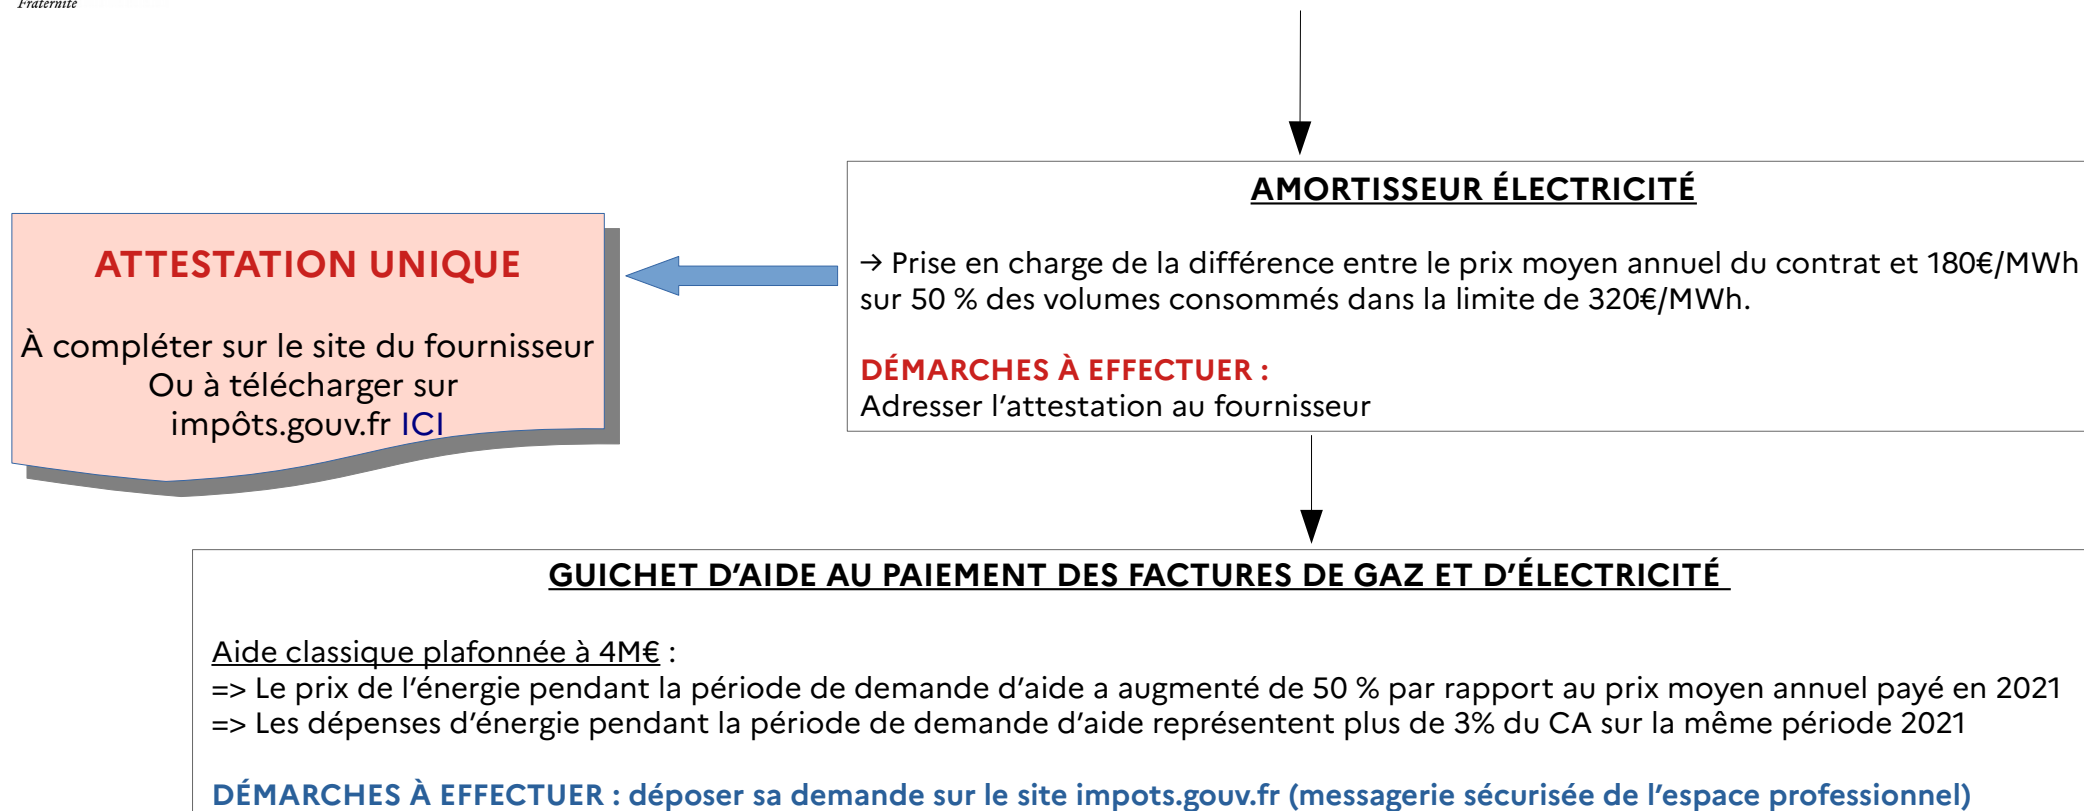 Fraternité
AMORTISSEUR ÉLECTRICITÉ
→ Prise en charge de la différence entre le prix moyen annuel du contrat et 180€/MWh
sur 50 % des volumes consommés dans la limite de 320€/MWh.
DÉMARCHES À EFFECTUER :
Adresser l’attestation au fournisseur
ATTESTATION UNIQUE
À compléter sur le site du fournisseur
Ou à télécharger sur
impôts.gouv.fr ICI
GUICHET D’AIDE AU PAIEMENT DES FACTURES DE GAZ ET D’ÉLECTRICITÉ
Aide classique plafonnée à 4M€ :
=> Le prix de l’énergie pendant la période de demande d’aide a augmenté de 50 % par rapport au prix moyen annuel payé en 2021
=> Les dépenses d’énergie pendant la période de demande d’aide représentent plus de 3% du CA sur la même période 2021
DÉMARCHES À EFFECTUER : déposer sa demande sur le site impots.gouv.fr (messagerie sécurisée de l’espace professionnel)